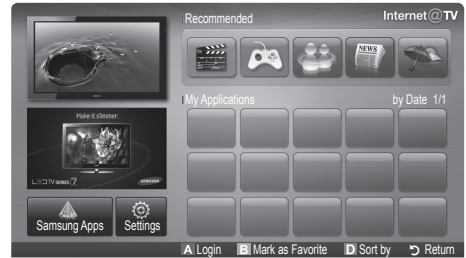 Recommended
Internet@TV
NEWS
My Applications
by Date 1/1
Make it slimmer.
LED TV SERIES 7
SAMSUNG
Samsung Apps
Settings
A Login B Mark as Favorite D Sort by Return